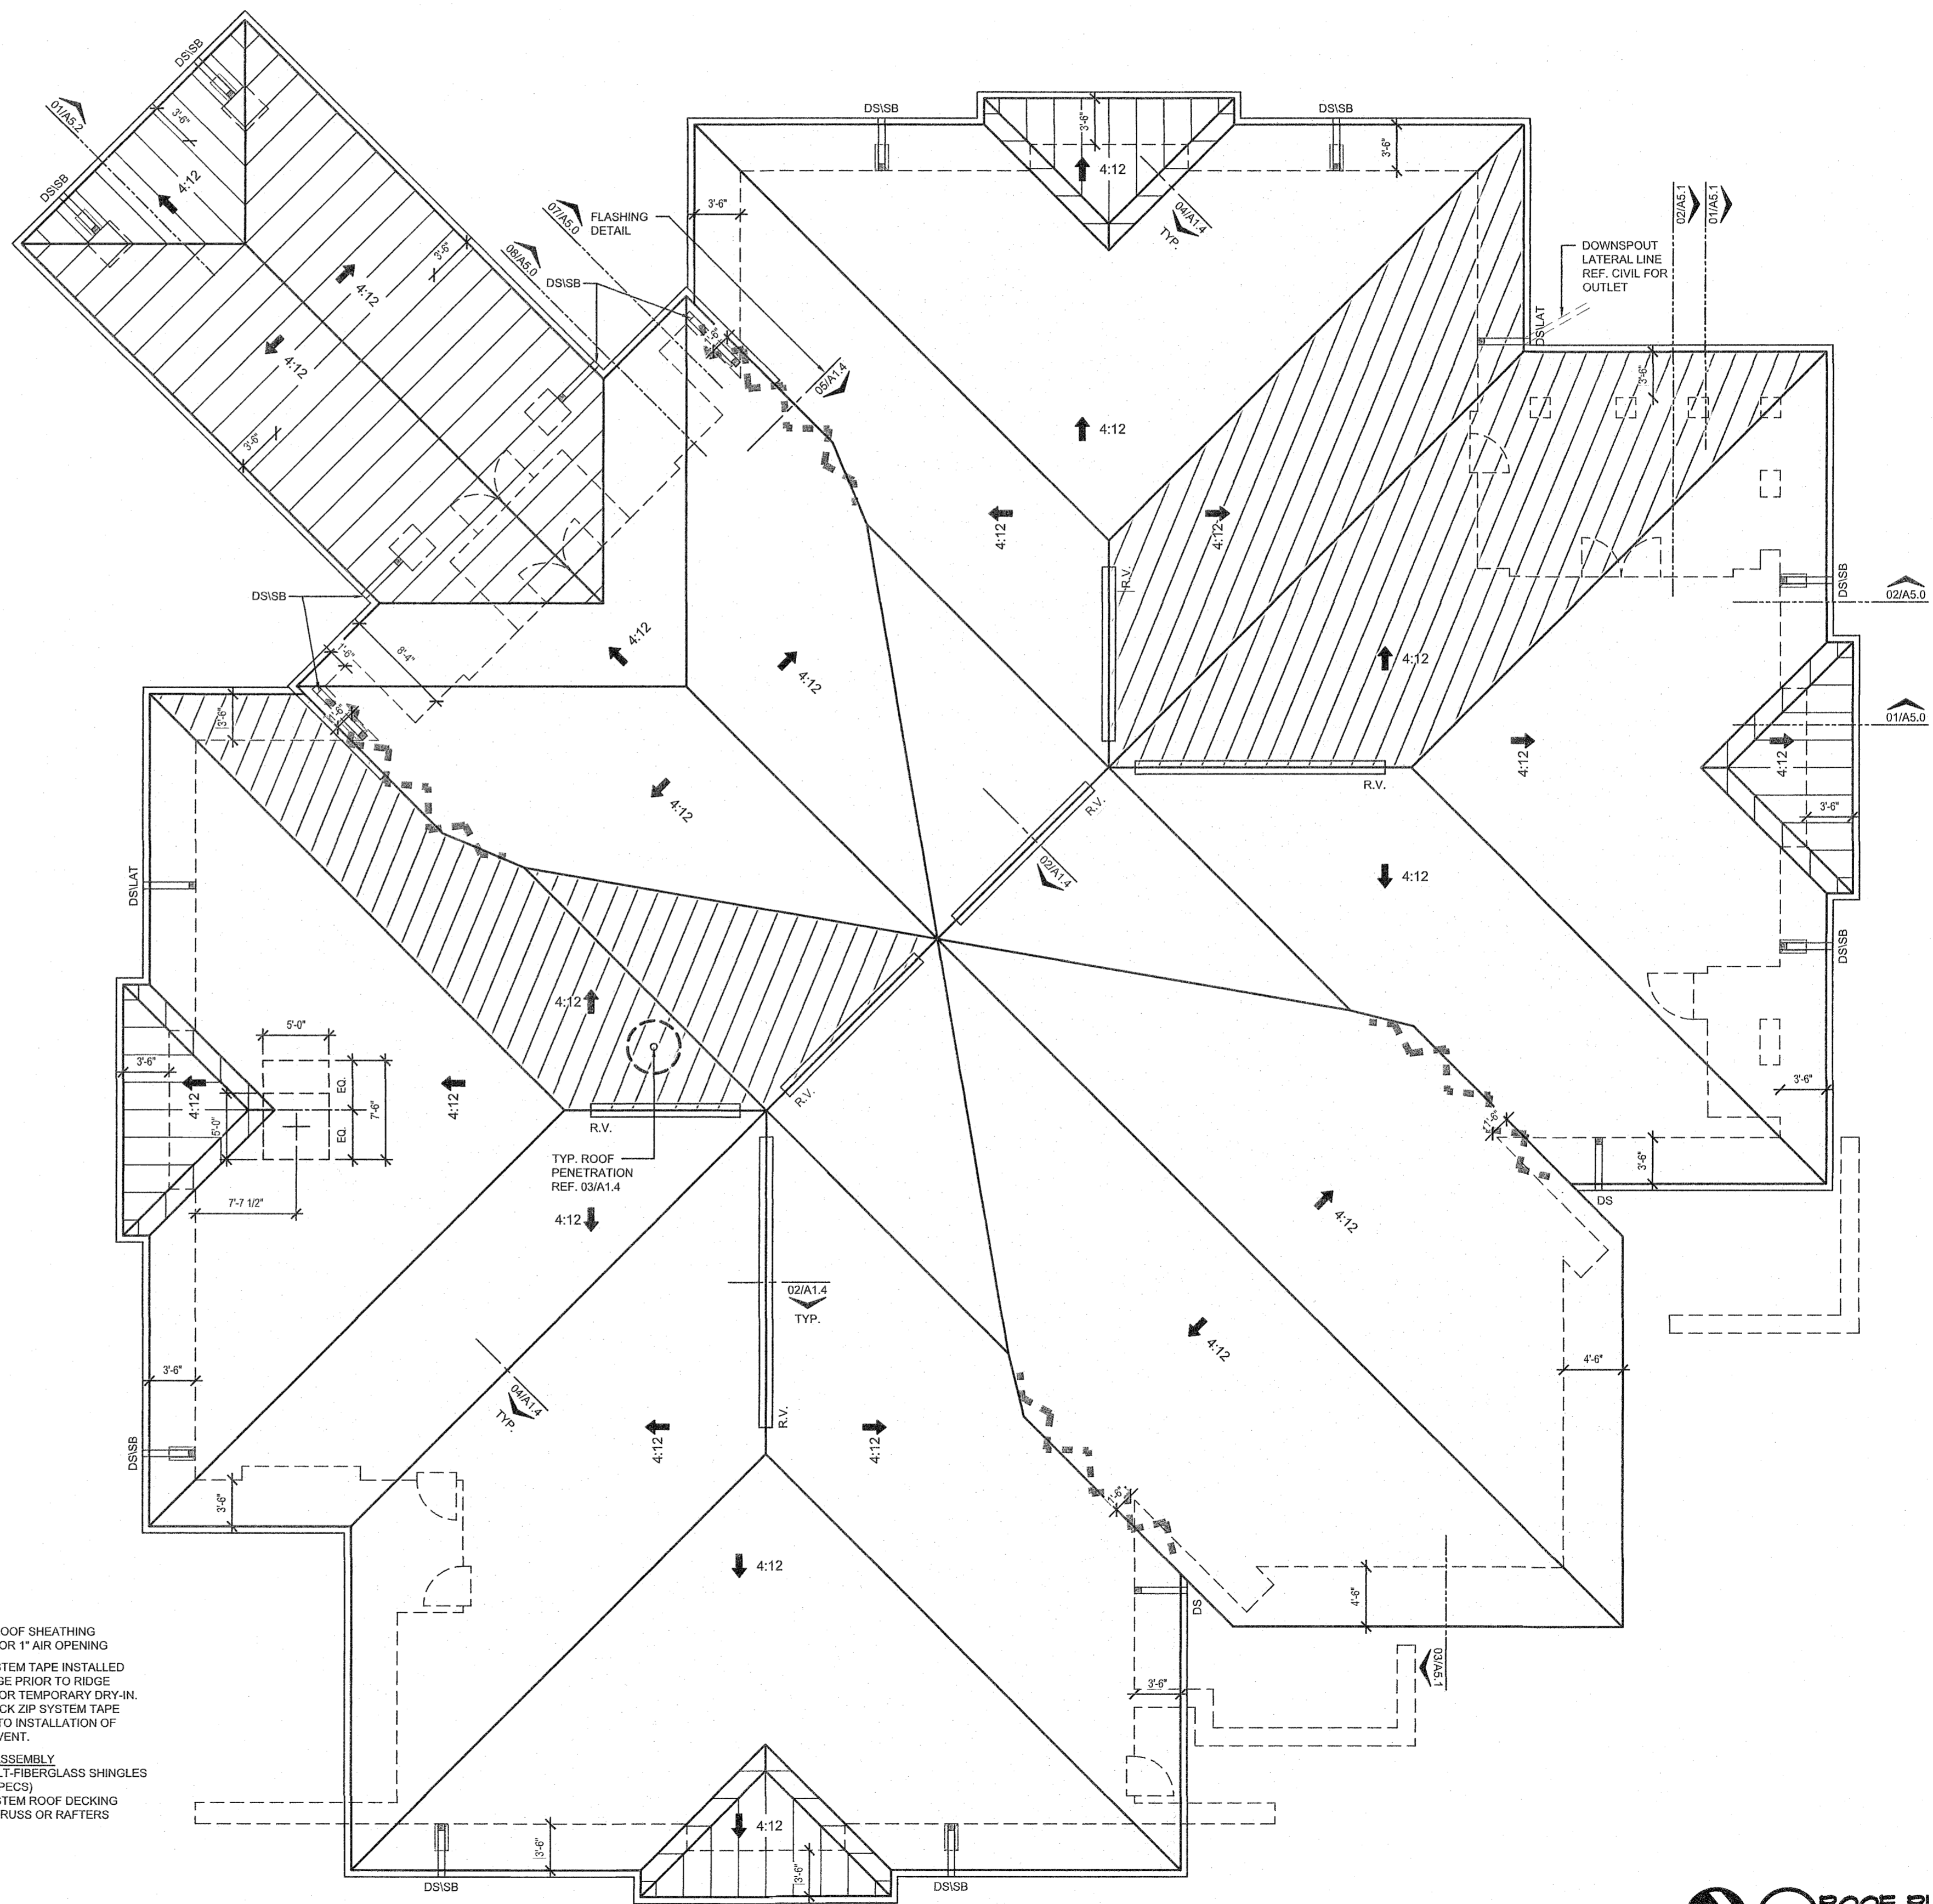 DS\SB
01/A5.2
3'-6"
DS\SB
4:12
DS\SB
DS\SB
3'-6"
4:12
3'-6"
04/A1.4
TYP.
07/A5.0
FLASHING
DETAIL
3'-6"
08/A5.0
DS\SB
3'-6"
4:12
4:12
02/A5.1
01/A5.1
DOWNSPOUT
LATERAL LINE
REF. CIVIL FOR
OUTLET
DS\LAT
1'-6"
05/A1.4
3'-6"
4:12
3'-6"
4:12
4:12
R.V.
DS\SB
02/A5.0
DS\SB
1'-6"
8'-4"
4:12
4:12
4:12
3'-6"
01/A5.0
4:12
4:12
R.V.
3'-6"
4:12
R.V.
02/A1.4
4:12
DS\LAT
DS\SB
4:12
5'-0"
3'-6"
4:12
4:12
EQ.
7'-6"
5'-0"
EQ.
R.V.
R.V.
3'-6"
TYP. ROOF
PENETRATION
REF. 03/A1.4
3'-6"
7'-7 1/2"
4:12
DS
4:12
02/A1.4
TYP.
4:12
3'-6"
4'-6"
04/A1.4
TYP.
R.V.
4:12
4:12
DS\SB
3'-6"
4:12
4'-6"
DS
OOF SHEATHING
OR 1" AIR OPENING
STEM TAPE INSTALLED
GE PRIOR TO RIDGE
OR TEMPORARY DRY-IN.
CK ZIP SYSTEM TAPE
TO INSTALLATION OF
VENT.
ASSEMBLY
LT-FIBERGLASS SHINGLES
PECS)
STEM ROOF DECKING
RUSS OR RAFTERS
03/A5.1
3'-6"
4:12
3'-6"
3'-6"
DS\SB
DS\SB